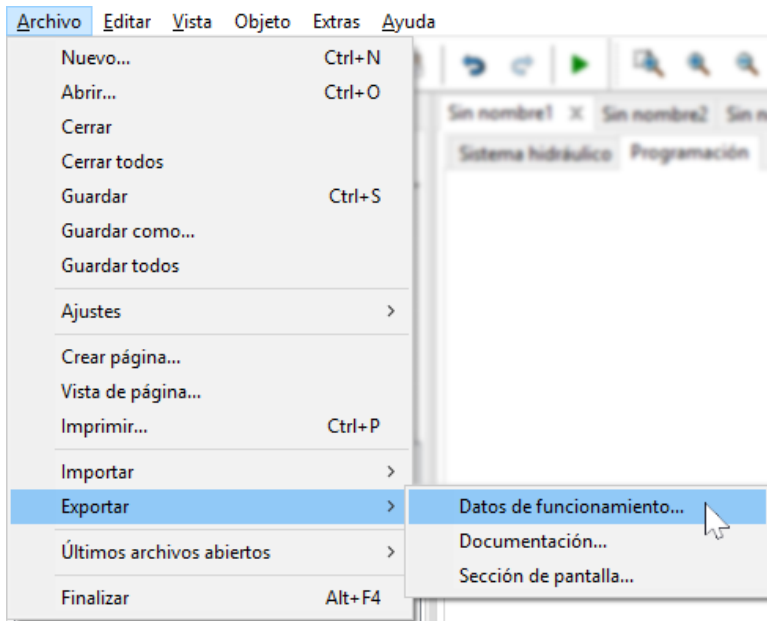 Archivo Editar Vista Objeto Extras Ayuda
Nuevo... Ctrl+N
Abrir... Ctrl+O
Cerrar
Cerrar todos
Guardar Ctrl+S
Guardar como...
Guardar todos
Ajustes
Crear página...
Vista de página...
Imprimir... Ctrl+P
Importar
Exportar
Últimos archivos abiertos
Finalizar Alt+F4
Sin nombre1 Sin nombre2 Sin
Sistema hidráulico Programación
Datos de funcionamiento...
Documentación...
Sección de pantalla...